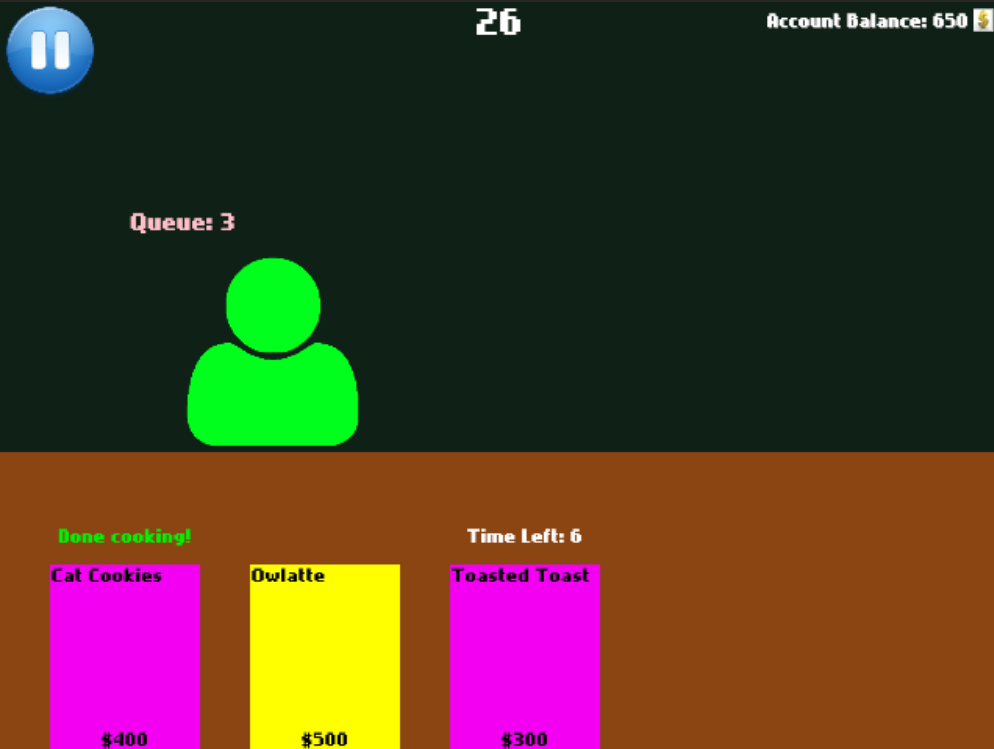 26
Account Balance: 650
Queue: 3
Done cooking!
Time Left: 6
Cat Cookies
Owlatte
Toasted Toast
$400
$500
$300